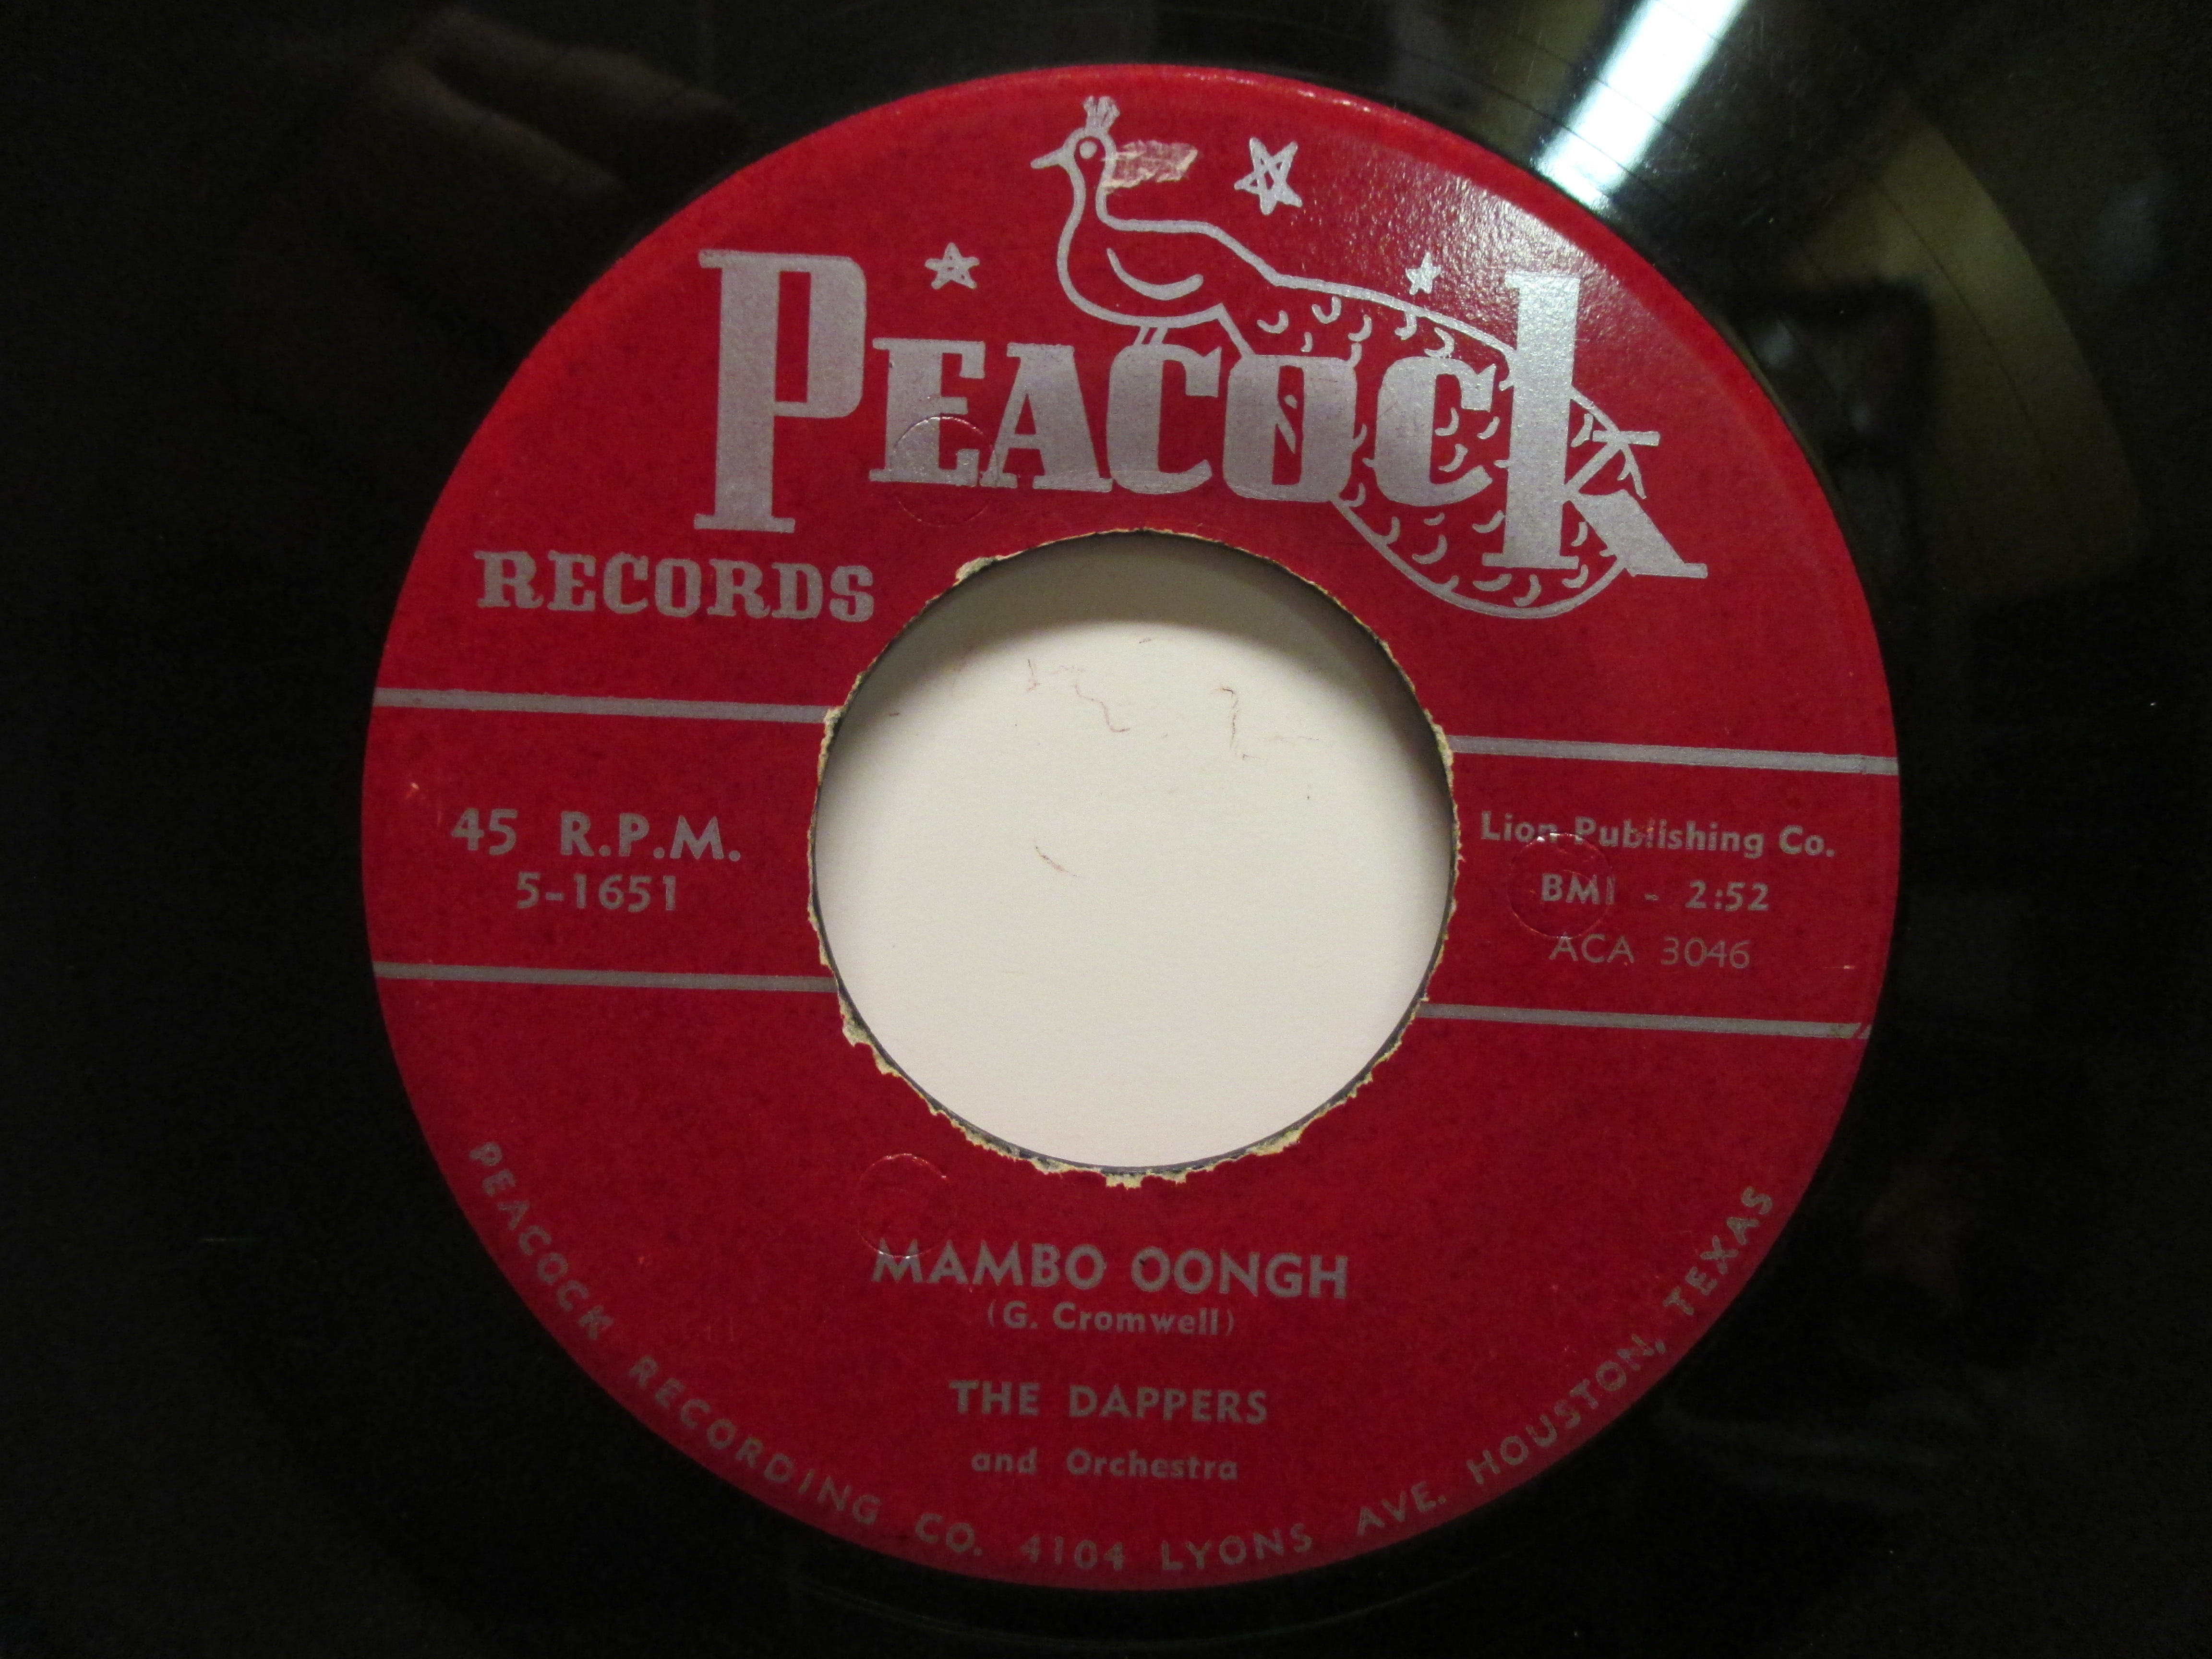 PEACOCK
RECORDS
45 R.P.M.
5-1651
Lion Publishing Co.
BMI - 2:52
ACA 3046
MAMBO OONGH
(G. Cromwell)
THE DAPPERS
and Orchestra
PEACOCK RECORDING CO. 4104 LYONS AVE. HOUSTON, TEXAS